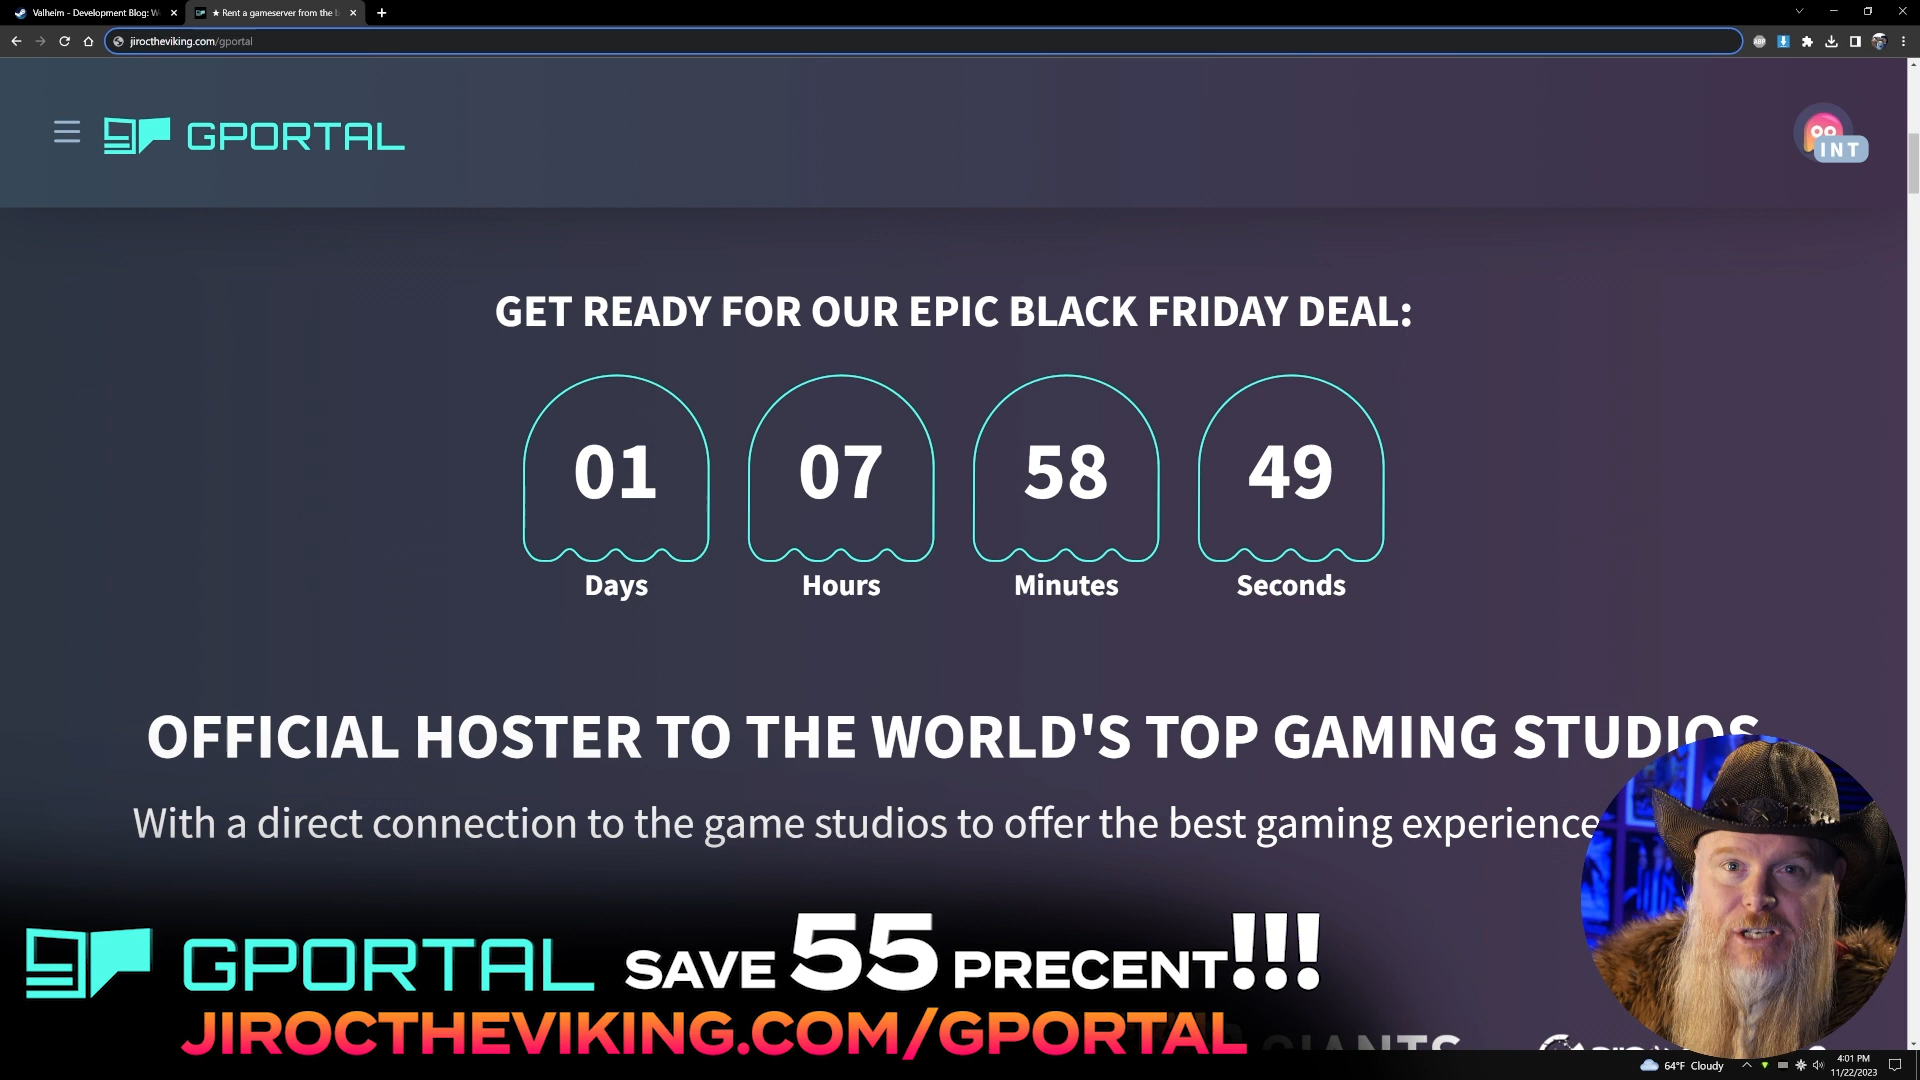 Valheim - Development Blog: W
★ Rent a gameserver from the b
jiroctheviking.com/gportal
GPORTAL
INT
GET READY FOR OUR EPIC BLACK FRIDAY DEAL:
01 07 58 49
Days Hours Minutes Seconds
OFFICIAL HOSTER TO THE WORLD'S TOP GAMING STUDIOS
With a direct connection to the game studios to offer the best gaming experience
GPORTAL SAVE 55 PRECENT!!!
JIROCTHEVIKING.COM/GPORTAL
GIANTS
64°F Cloudy
4:01 PM
11/22/2023